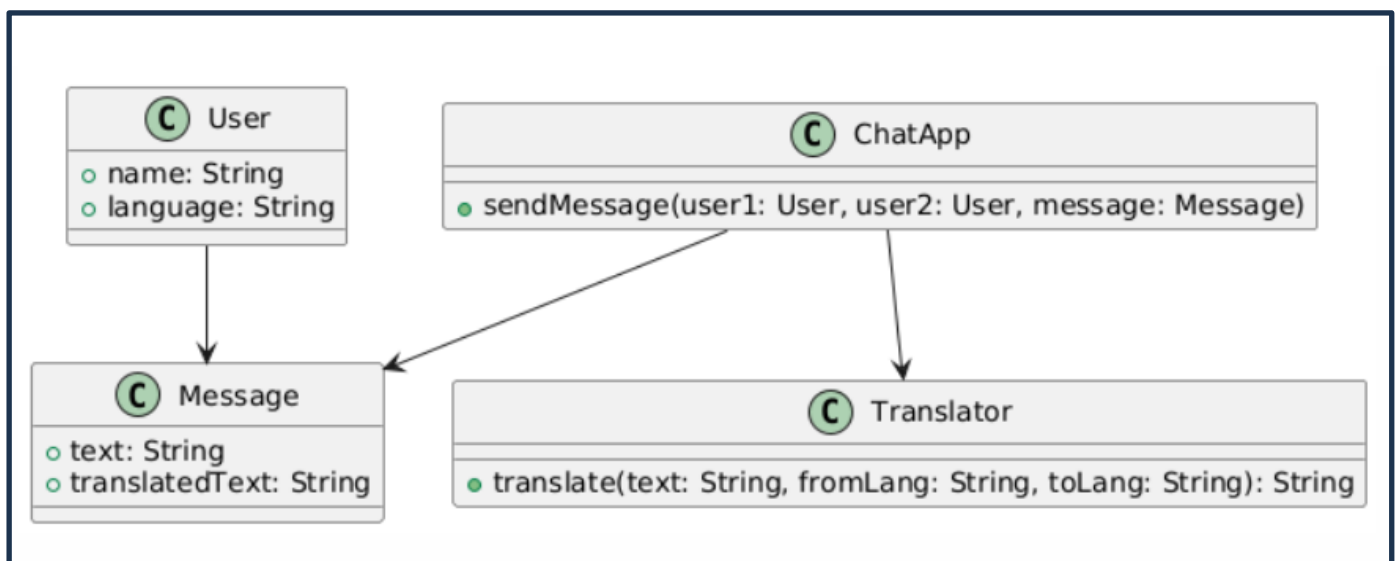 C User
name: String
language: String
C ChatApp
sendMessage(user1: User, user2: User, message: Message)
C Message
text: String
translatedText: String
C Translator
translate(text: String, fromLang: String, toLang: String): String